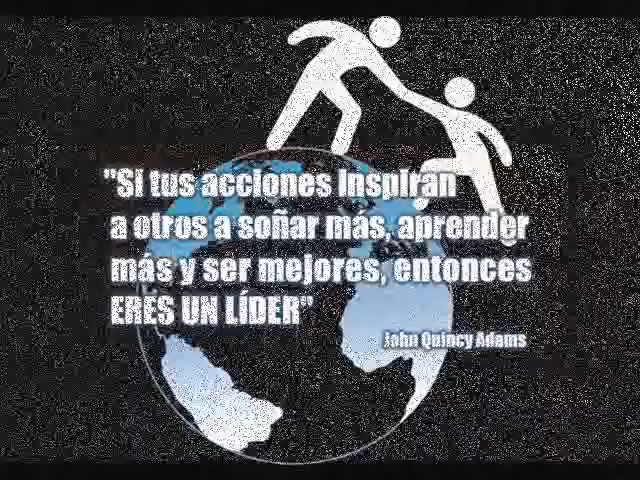 "Si tus acciones inspiran
a otros a soñar más, aprender
más y ser mejores, entonces
ERES UN LÍDER"
John Quincy Adams